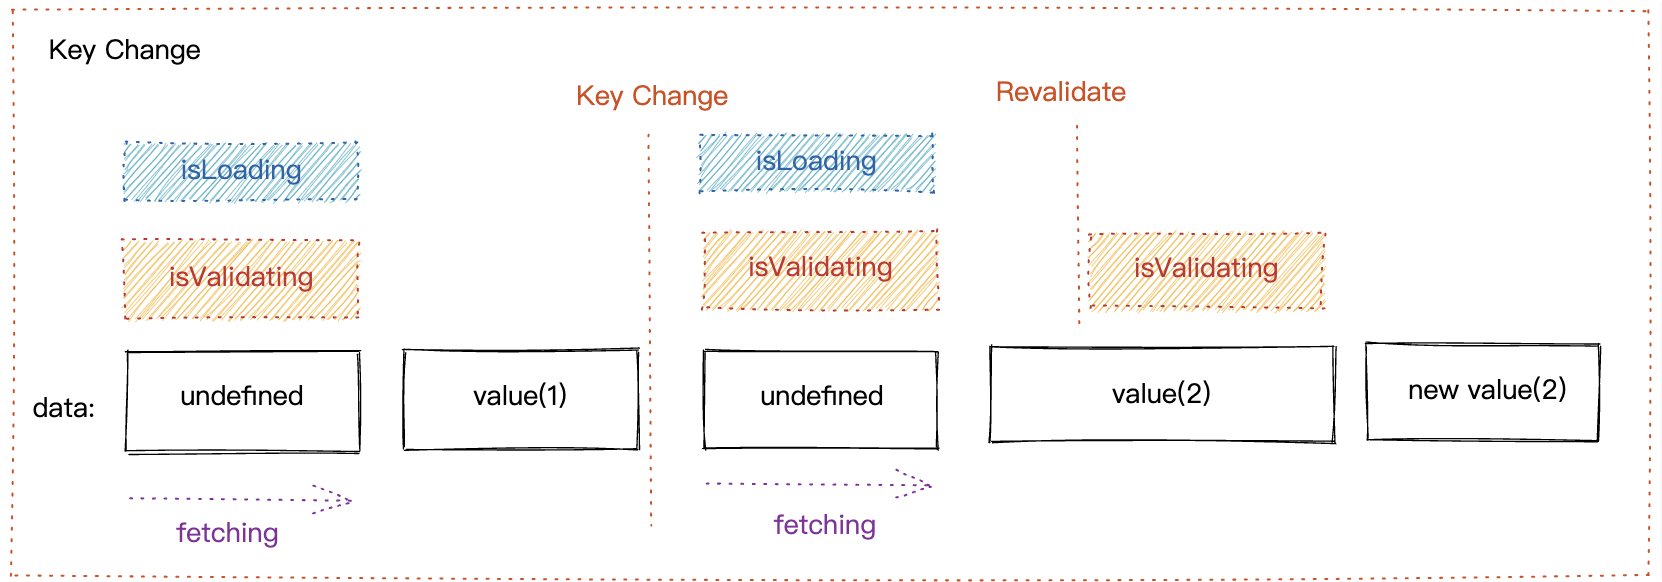 Key Change
Key Change
Revalidate
isLoading
isLoading
isValidating
isValidating
isValidating
data:
undefined
value(1)
undefined
value(2)
new value(2)
fetching
fetching